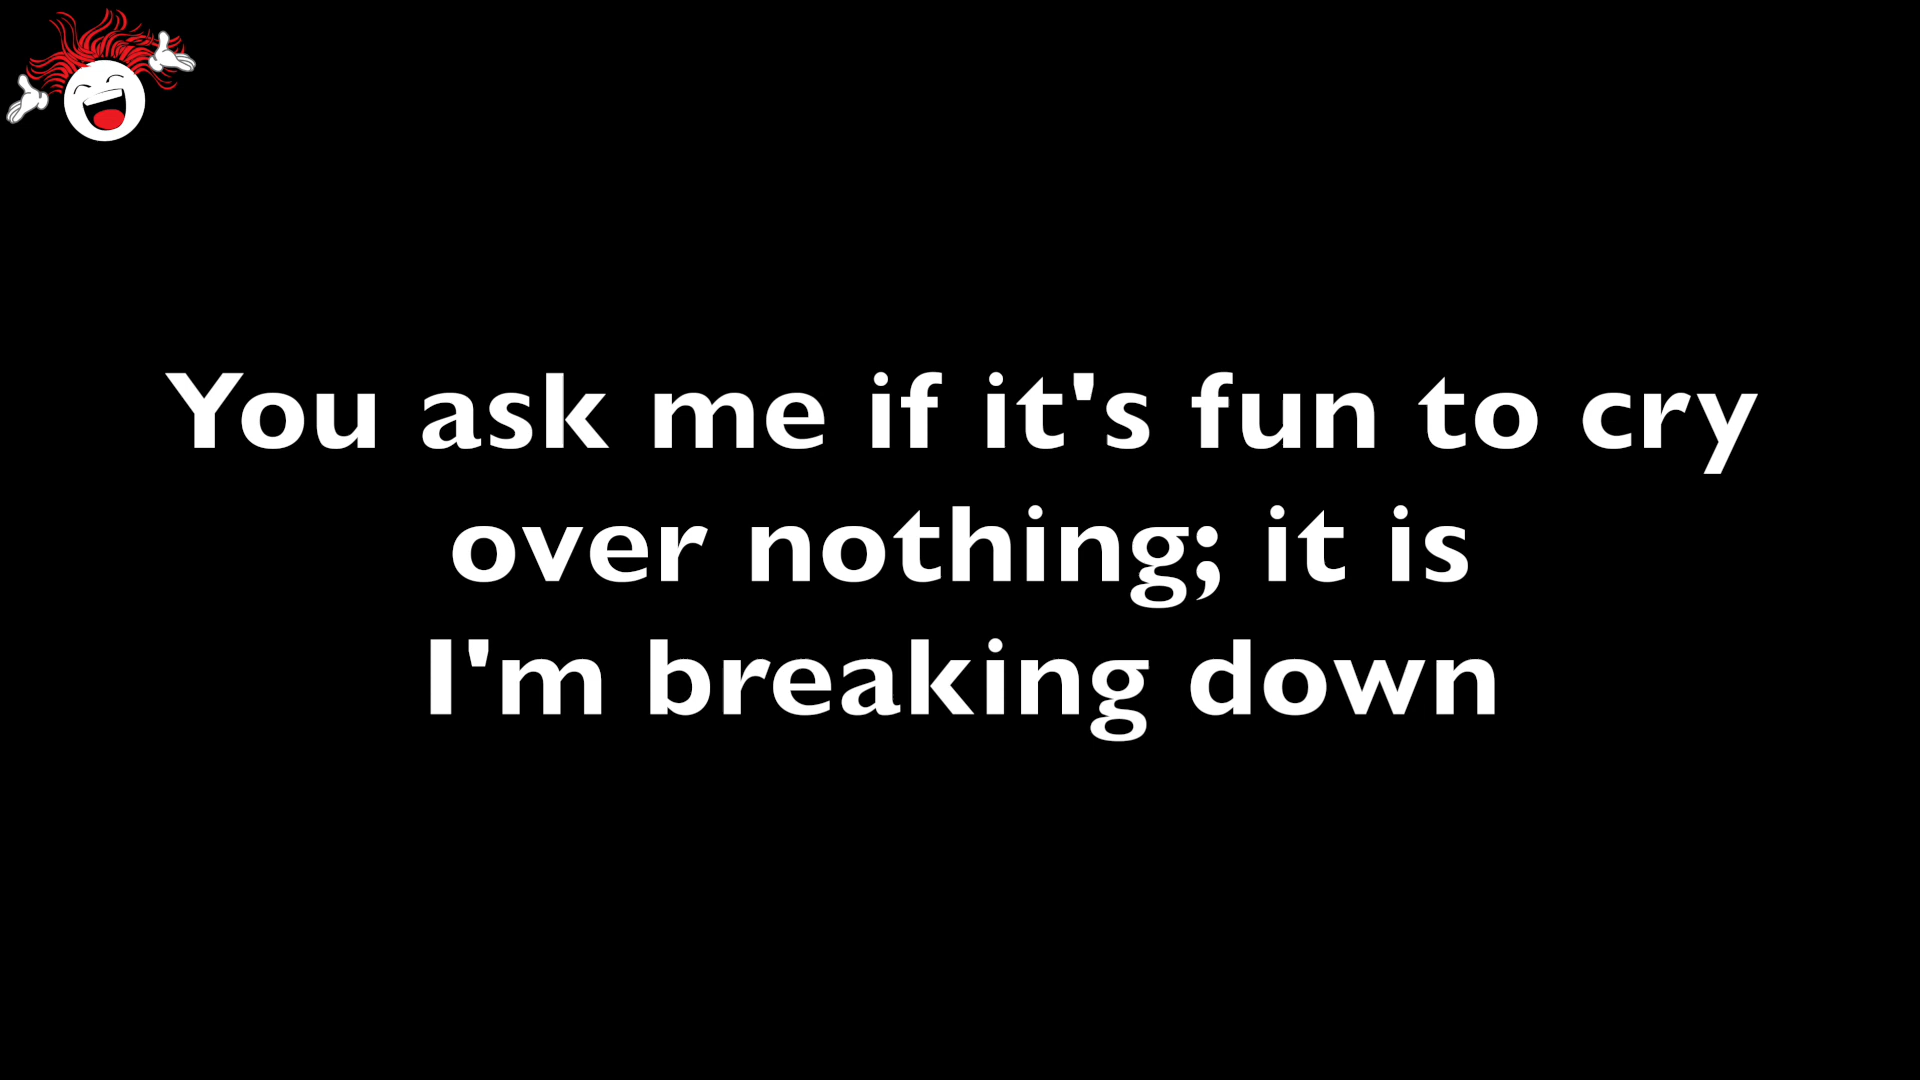 You ask me if it's fun to cry
over nothing; it is
I'm breaking down